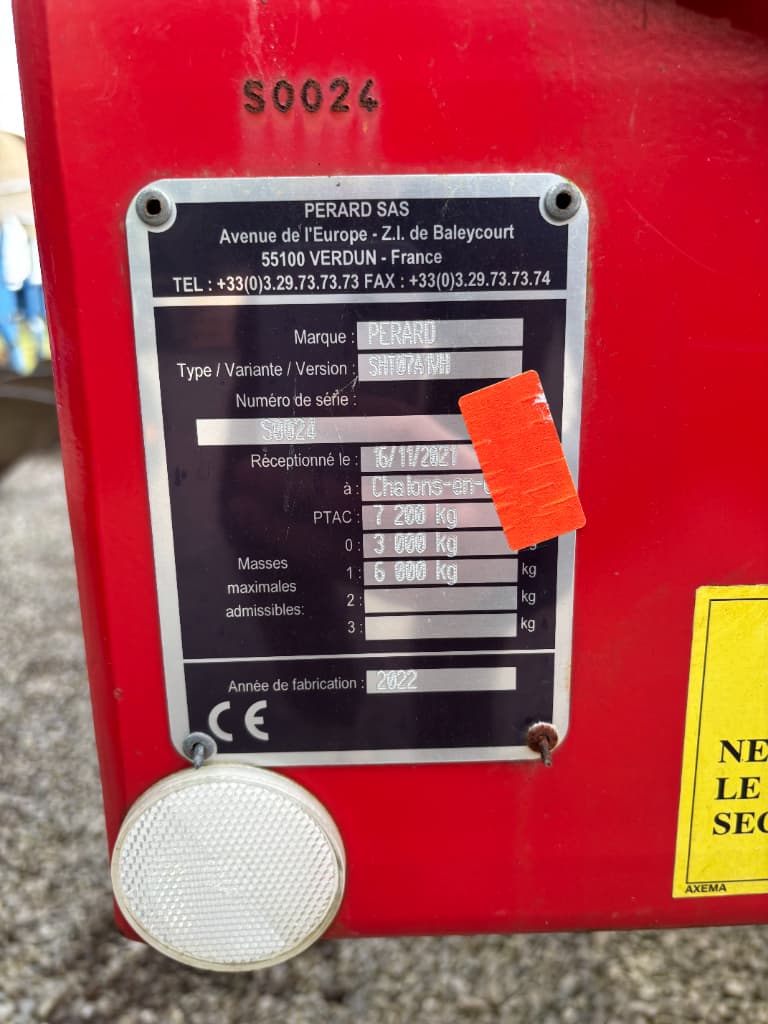 S0024
PERARD SAS
Avenue de l'Europe - Z.I. de Baleycourt
55100 VERDUN - France
TEL : +33(0)3.29.73.73.73 FAX : +33(0)3.29.73.73.74
Marque : PERARD
Type / Variante / Version : SHT07A1VH
Numéro de série :
S0024
Réceptionné le : 16/11/2021
à : Chalons-en-
PTAC : 7 200 kg
0 : 3 000 kg
Masses maximales admissibles:
1 : 6 000 kg kg
2 : kg
3 : kg
Année de fabrication : 2022
CE
NE
LE
SEC
AXEMA